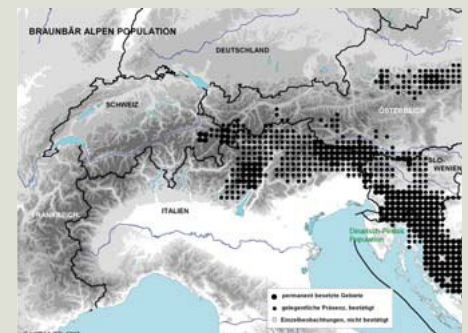 BRAUNBÄR ALPEN POPULATION
DEUTSCHLAND
SCHWEIZ
ÖSTERREICH
SLO-
WENIEN
FRANKREICH
ITALIEN
Dinarisch-Pindos
Population
permanent besetzte Gebiete
gelegentliche Präsenz, bestätigt
Einzelbeobachtungen, nicht bestätigt